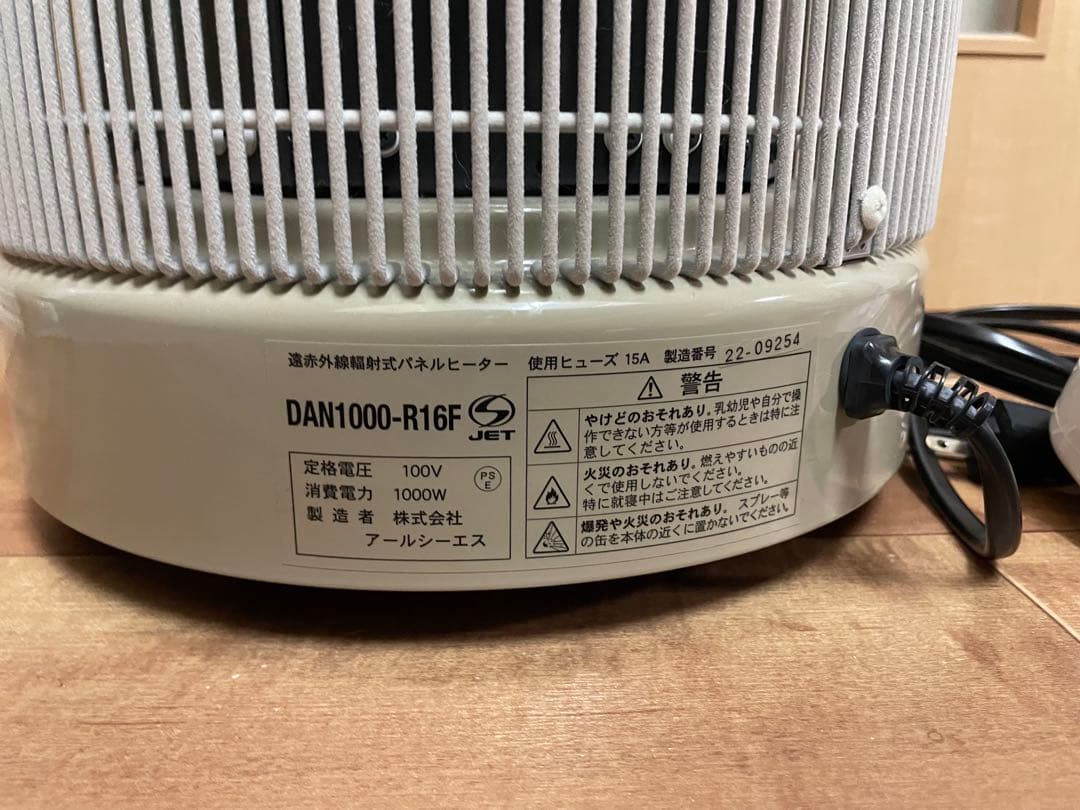 遠赤外線輻射式パネルヒーター 使用ヒューズ 15A 製造番号 22-09254
DAN1000-R16F JET
定格電圧 100V
消費電力 1000W
製造者 株式会社
アールシーエス
PS
E
警告
やけどのおそれあり。乳幼児や自分で操
作できない方等が使用するときは特に注
意してください。
火災のおそれあり。燃えやすいものの近
くで使用しないでください。
特に就寝中はご注意してください。
爆発や火災のおそれあり。スプレー等
の缶を本体の近くに置かないでください。